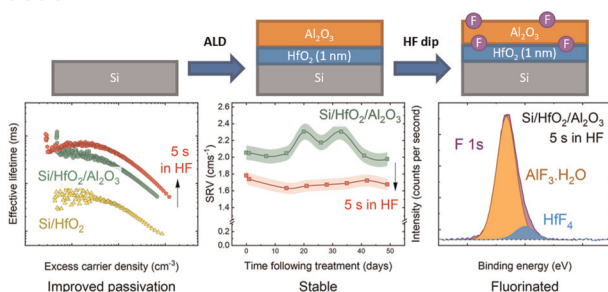 ALD
HF dip
Al₂O₃
HfO₂ (1 nm)
Si
Si
F
F
F
F
Al₂O₃
HfO₂ (1 nm)
Si
Effective lifetime (ms)
5 s
in HF
Si/HfO₂/Al₂O₃
Si/HfO₂
Excess carrier density (cm⁻³)
Improved passivation
SRV (cms⁻¹)
2.4
2.2
2.0
1.8
1.6
0.0
Si/HfO₂/Al₂O₃
5 s in HF
0
10
20
30
40
50
Time following treatment (days)
Stable
Intensity (counts per second)
Si/HfO₂/Al₂O₃
5 s in HF
F 1s
AlF₃.H₂O
HfF₄
Binding energy (eV)
Fluorinated